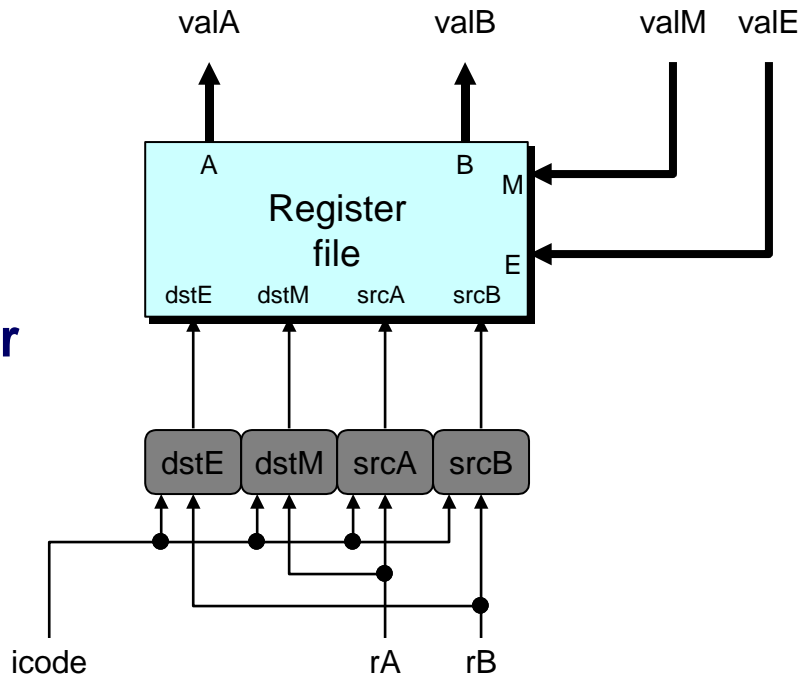 valA valB valM valE
A B
M
Register
file
E
dstE dstM srcA srcB
r
dstE dstM srcA srcB
icode rA rB